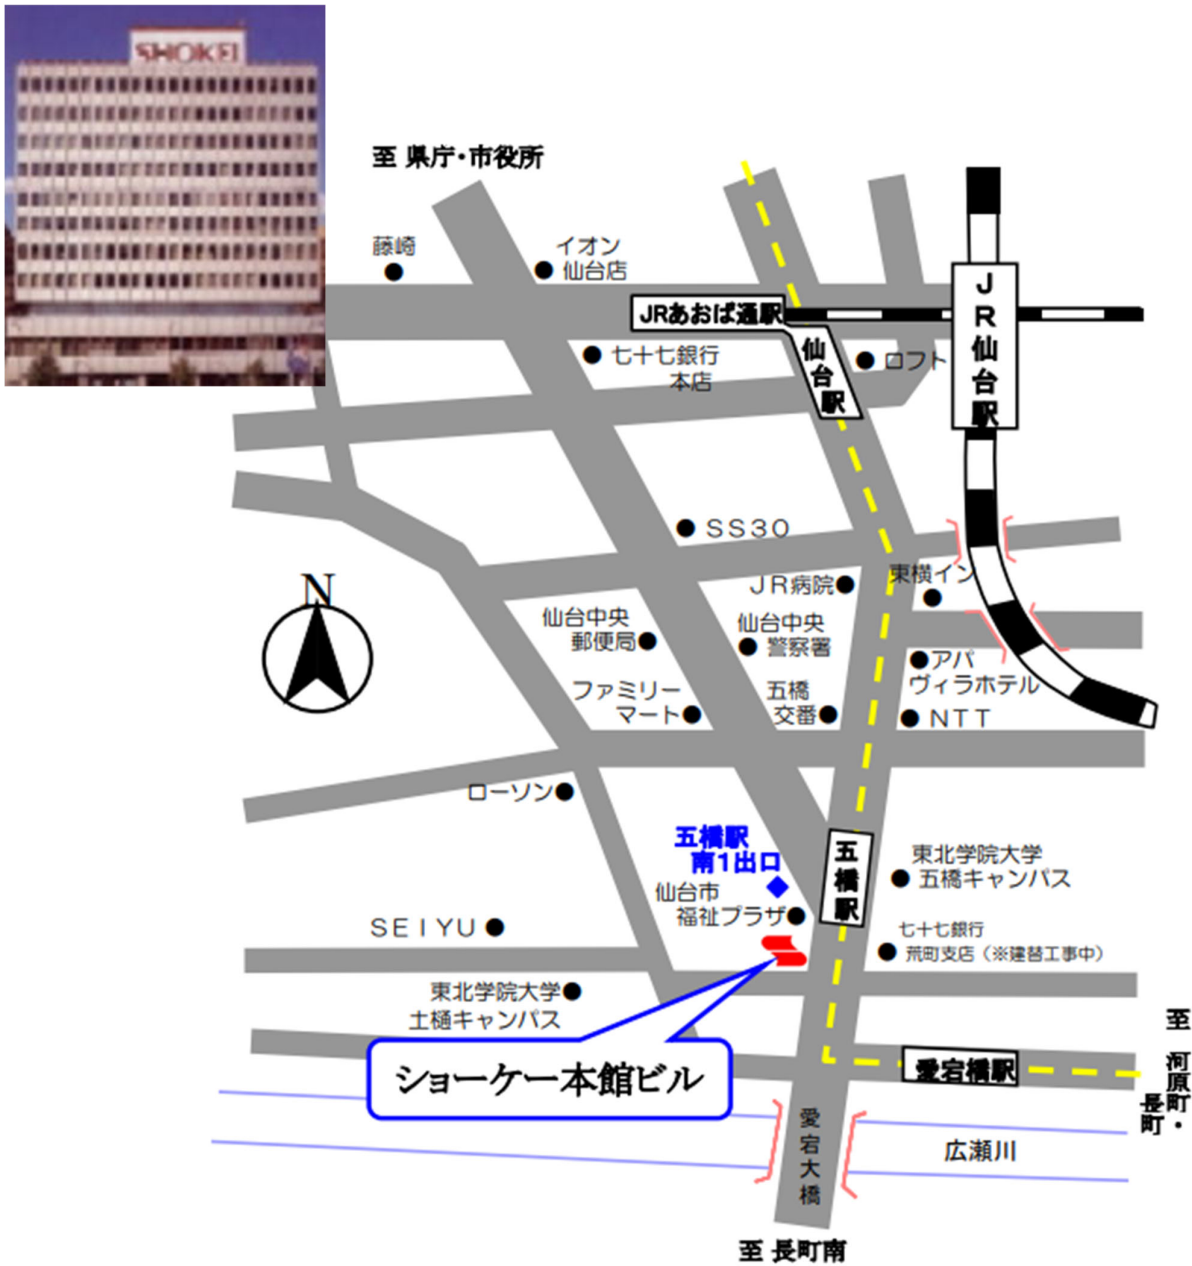 SHOKEI
至 県庁・市役所
藤崎
イオン
仙台店
JRあおば通駅
JR仙台駅
七十七銀行
本店
仙台駅
ロフト
SS30
JR病院
東横イン
N
仙台中央
郵便局
仙台中央
警察署
アパ
ヴィラホテル
ファミリー
マート
五橋
交番
NTT
ローソン
五橋駅
南1出口
五橋駅
東北学院大学
五橋キャンパス
仙台市
福祉プラザ
SEIYU
七十七銀行
荒町支店（※建替工事中）
東北学院大学
土樋キャンパス
至 河原町・
長町
ショーケー本館ビル
愛宕橋駅
愛宕大橋
広瀬川
至 長町南